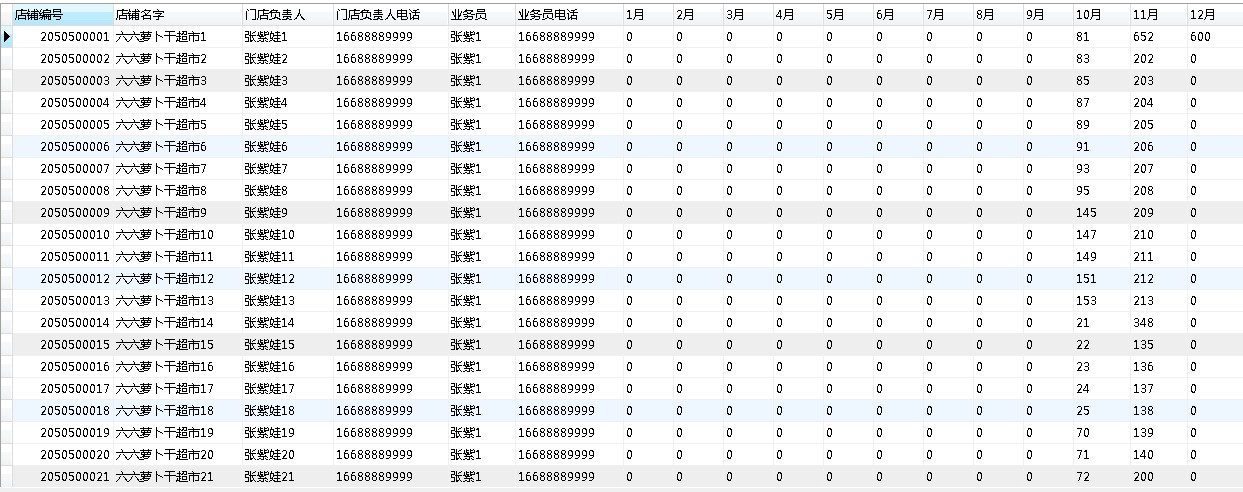 店铺编号 店铺名字 门店负责人 门店负责人电话 业务员 业务员电话 1月 2月 3月 4月 5月 6月 7月 8月 9月 10月 11月 12月
2050500001 六六萝卜干超市1 张紫娃1 16688889999 张紫1 16688889999 0 0 0 0 0 0 0 0 0 81 652 600
2050500002 六六萝卜干超市2 张紫娃2 16688889999 张紫1 16688889999 0 0 0 0 0 0 0 0 0 83 202 0
2050500003 六六萝卜干超市3 张紫娃3 16688889999 张紫1 16688889999 0 0 0 0 0 0 0 0 0 85 203 0
2050500004 六六萝卜干超市4 张紫娃4 16688889999 张紫1 16688889999 0 0 0 0 0 0 0 0 0 87 204 0
2050500005 六六萝卜干超市5 张紫娃5 16688889999 张紫1 16688889999 0 0 0 0 0 0 0 0 0 89 205 0
2050500006 六六萝卜干超市6 张紫娃6 16688889999 张紫1 16688889999 0 0 0 0 0 0 0 0 0 91 206 0
2050500007 六六萝卜干超市7 张紫娃7 16688889999 张紫1 16688889999 0 0 0 0 0 0 0 0 0 93 207 0
2050500008 六六萝卜干超市8 张紫娃8 16688889999 张紫1 16688889999 0 0 0 0 0 0 0 0 0 95 208 0
2050500009 六六萝卜干超市9 张紫娃9 16688889999 张紫1 16688889999 0 0 0 0 0 0 0 0 0 145 209 0
2050500010 六六萝卜干超市10 张紫娃10 16688889999 张紫1 16688889999 0 0 0 0 0 0 0 0 0 147 210 0
2050500011 六六萝卜干超市11 张紫娃11 16688889999 张紫1 16688889999 0 0 0 0 0 0 0 0 0 149 211 0
2050500012 六六萝卜干超市12 张紫娃12 16688889999 张紫1 16688889999 0 0 0 0 0 0 0 0 0 151 212 0
2050500013 六六萝卜干超市13 张紫娃13 16688889999 张紫1 16688889999 0 0 0 0 0 0 0 0 0 153 213 0
2050500014 六六萝卜干超市14 张紫娃14 16688889999 张紫1 16688889999 0 0 0 0 0 0 0 0 0 21 348 0
2050500015 六六萝卜干超市15 张紫娃15 16688889999 张紫1 16688889999 0 0 0 0 0 0 0 0 0 22 135 0
2050500016 六六萝卜干超市16 张紫娃16 16688889999 张紫1 16688889999 0 0 0 0 0 0 0 0 0 23 136 0
2050500017 六六萝卜干超市17 张紫娃17 16688889999 张紫1 16688889999 0 0 0 0 0 0 0 0 0 24 137 0
2050500018 六六萝卜干超市18 张紫娃18 16688889999 张紫1 16688889999 0 0 0 0 0 0 0 0 0 25 138 0
2050500019 六六萝卜干超市19 张紫娃19 16688889999 张紫1 16688889999 0 0 0 0 0 0 0 0 0 70 139 0
2050500020 六六萝卜干超市20 张紫娃20 16688889999 张紫1 16688889999 0 0 0 0 0 0 0 0 0 71 140 0
2050500021 六六萝卜干超市21 张紫娃21 16688889999 张紫1 16688889999 0 0 0 0 0 0 0 0 0 72 200 0